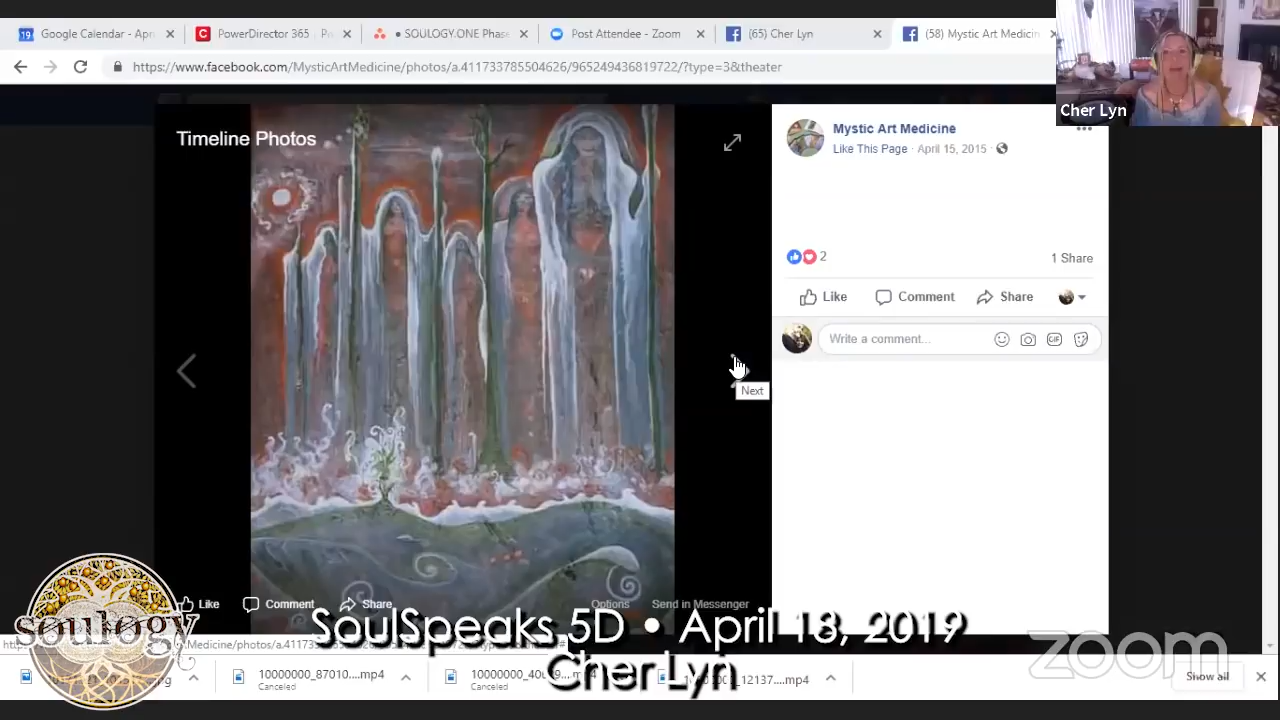 Google Calendar - Apr
PowerDirector 365
SOULOGY.ONE Phase
Post Attendee - Zoom
(65) Cher Lyn
(58) Mystic Art Medicin
https://www.facebook.com/MysticArtMedicine/photos/a.411733785504626/965249436819722/?type=3&theater
Cher Lyn
Timeline Photos
Mystic Art Medicine
Like This Page · April 15, 2015
2
1 Share
Like
Comment
Share
Write a comment...
GIF
Next
Like
Comment
Share
Options
Send in Messenger
SoulSpeaks 5D • April 18, 2019
Cher Lyn
soulogy
zoom
10000000_87010....mp4
Canceled
Canceled
12137....mp4
Show all